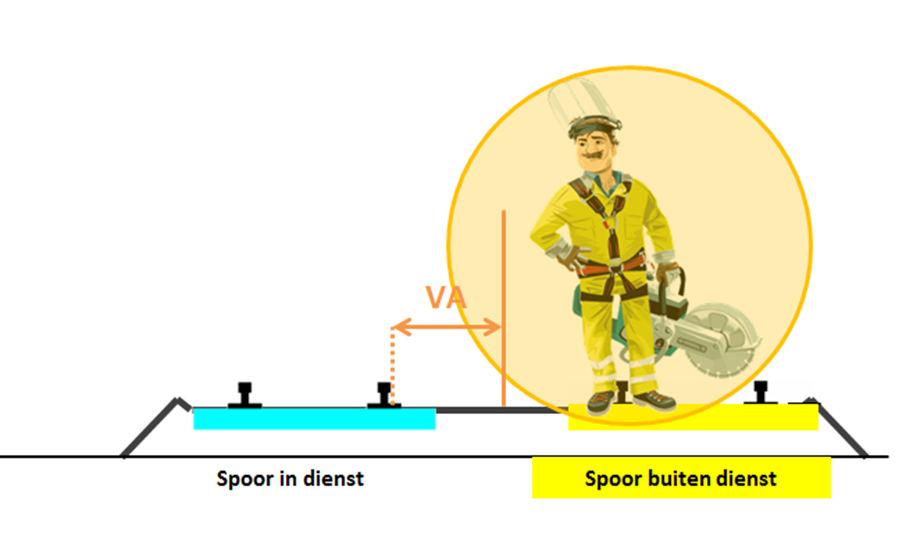 VA
Spoor in dienst
Spoor buiten dienst